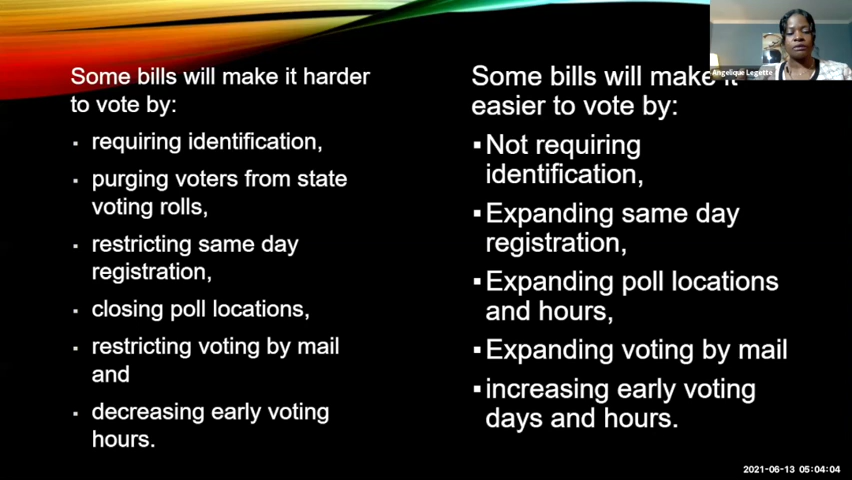 Some bills will make it harder
to vote by:
▪ requiring identification,
▪ purging voters from state
voting rolls,
▪ restricting same day
registration,
▪ closing poll locations,
▪ restricting voting by mail
and
▪ decreasing early voting
hours.
Some bills will make it
easier to vote by:
▪Not requiring
identification,
▪Expanding same day
registration,
▪Expanding poll locations
and hours,
▪Expanding voting by mail
▪increasing early voting
days and hours.
Angelique Legette
2021-06-13 05:04:04